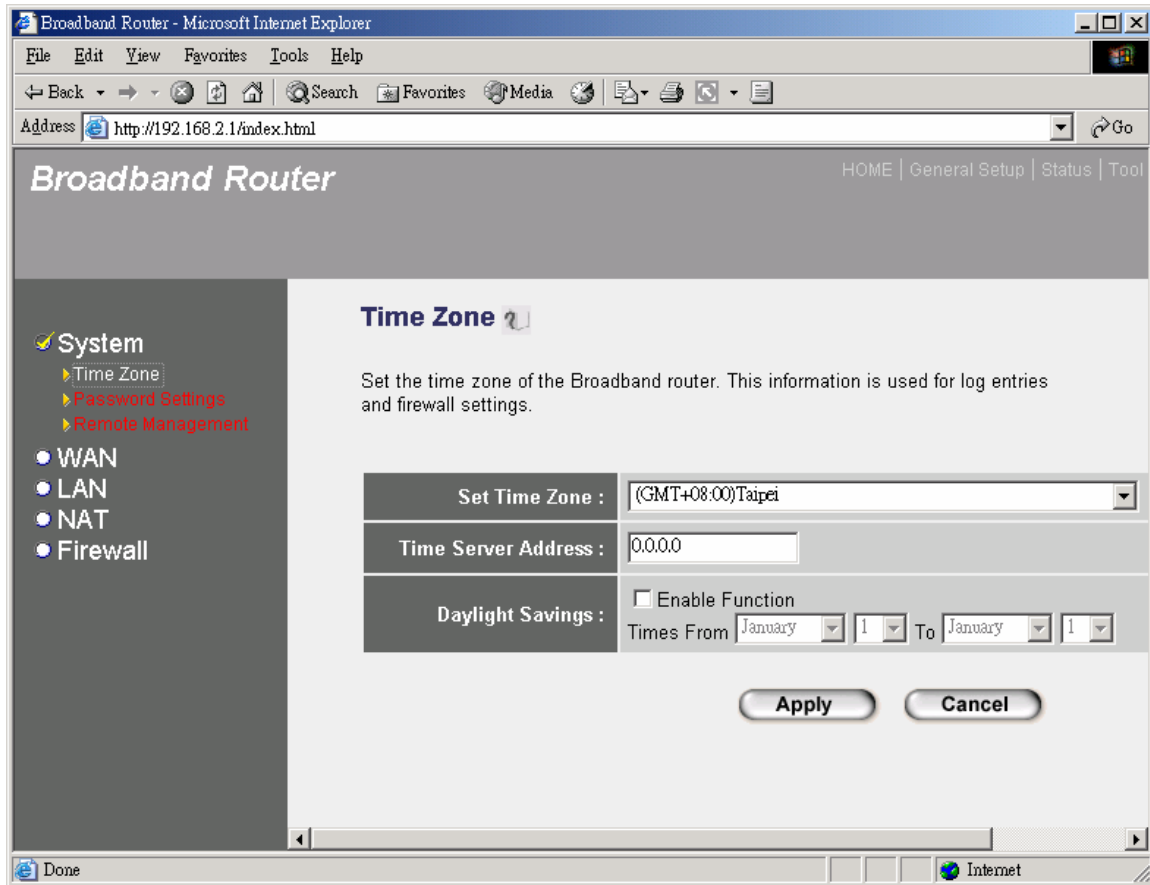 Broadband Router - Microsoft Internet Explorer
File Edit View Favorites Tools Help
Back Search Favorites Media
Address http://192.168.2.1/index.html Go
Broadband Router
HOME | General Setup | Status | Tool
System
Time Zone
Password Settings
Remote Management
WAN
LAN
NAT
Firewall
Time Zone
Set the time zone of the Broadband router. This information is used for log entries
and firewall settings.
Set Time Zone : (GMT+08:00)Taipei
Time Server Address : 0.0.0.0
Daylight Savings : Enable Function
Times From January 1 To January 1
Apply Cancel
Done Internet